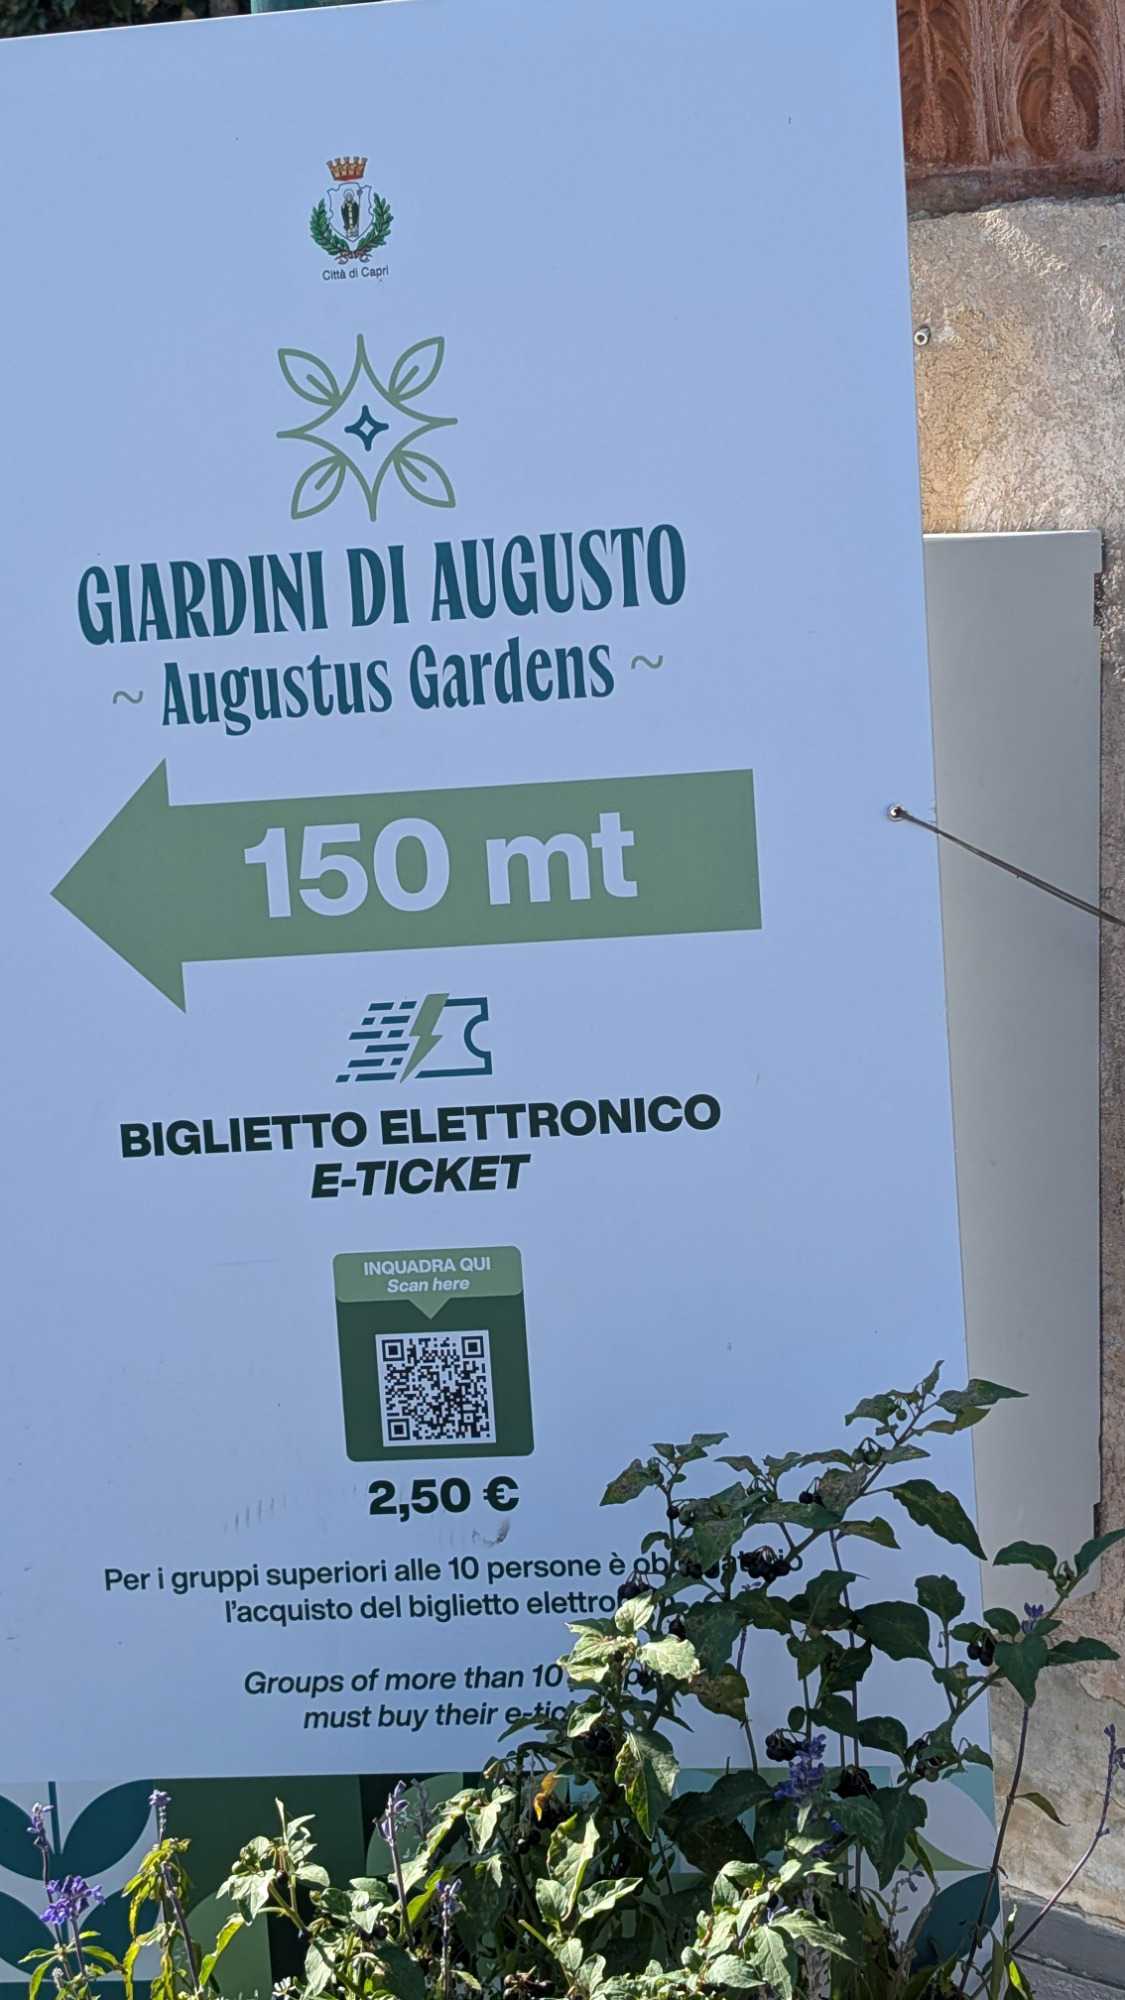 Città di Capri
GIARDINI DI AUGUSTO
~ Augustus Gardens ~
150 mt
BIGLIETTO ELETTRONICO
E-TICKET
INQUADRA QUI
Scan here
2,50 €
Per i gruppi superiori alle 10 persone è
l'acquisto del biglietto
Groups of more than 10
must buy their